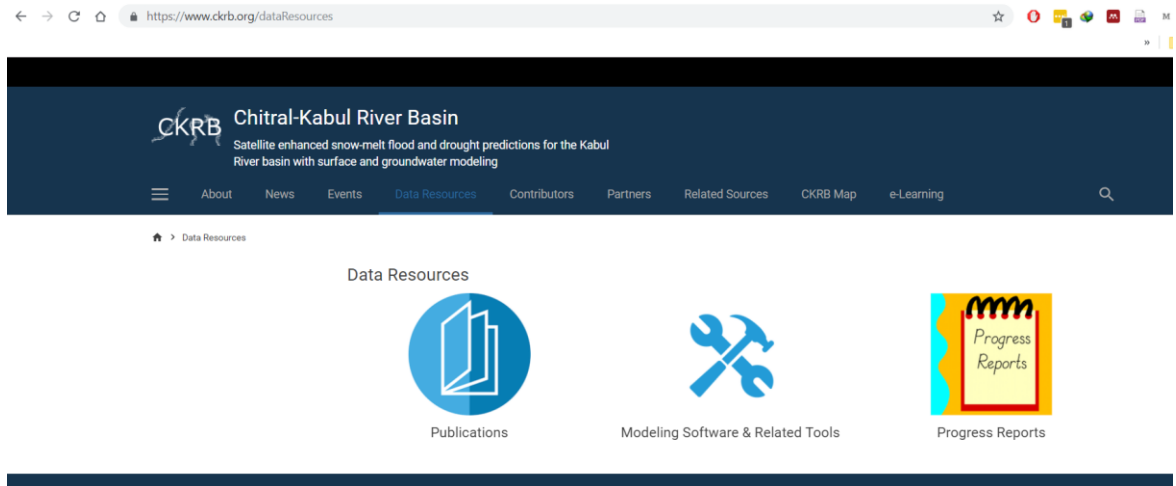 https://www.ckrb.org/dataResources
1
M
»
CKRB
Chitral-Kabul River Basin
Satellite enhanced snow-melt flood and drought predictions for the Kabul
River basin with surface and groundwater modeling
About News Events Data Resources Contributors Partners Related Sources CKRB Map e-Learning
> Data Resources
Data Resources
Progress
Reports
Publications Modeling Software & Related Tools Progress Reports